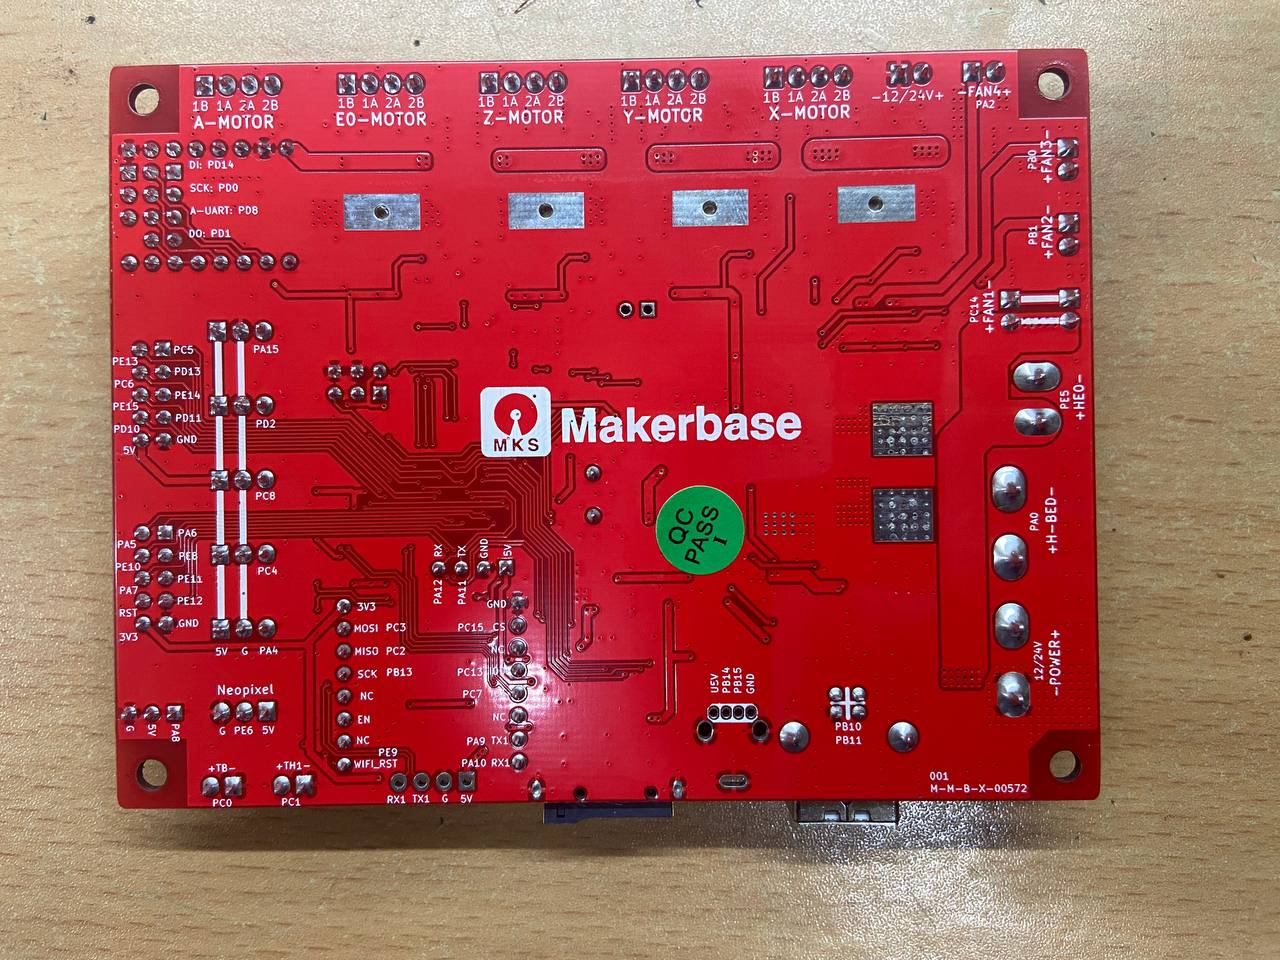 1B 1A 2A 2B
A-MOTOR
1B 1A 2A 2B
E0-MOTOR
1B 1A 2A 2B
Z-MOTOR
1B 1A 2A 2B
Y-MOTOR
1B 1A 2A 2B
X-MOTOR
-12/24V+
-FAN4+
PA2
DI: PD14
SCK: PD0
A-UART: PD8
DO: PD1
PB0
+FAN3-
PB1
+FAN2-
PC14
+FAN1-
PE5
+HE0-
PA0
+H-BED-
12/24V
-POWER+
PA15
PD2
PC8
PC4
5V G PA4
PC5
PE13
PD13
PC6
PE14
PE15
PD11
PD10
GND
5V
MKS
Makerbase
QC
PASS
I
PA6
PA5
PE8
PE10
PE11
PA7
PE12
RST
GND
3V3
PA12 RX
PA11 TX
GND
5V
3V3
MOSI PC3
MISO PC2
SCK PB13
NC
EN
NC
PE9
WIFI_RST
GND
PC15 CS
NC
PC13
PC7
NC
PA9 TX1
PA10 RX1
Neopixel
G PE6 5V
G
5V
PA8
+TB-
PC0
+TH1-
PC1
RX1 TX1 G 5V
U5V
PB14
PB15
GND
PB10
PB11
001
M-M-B-X-00572